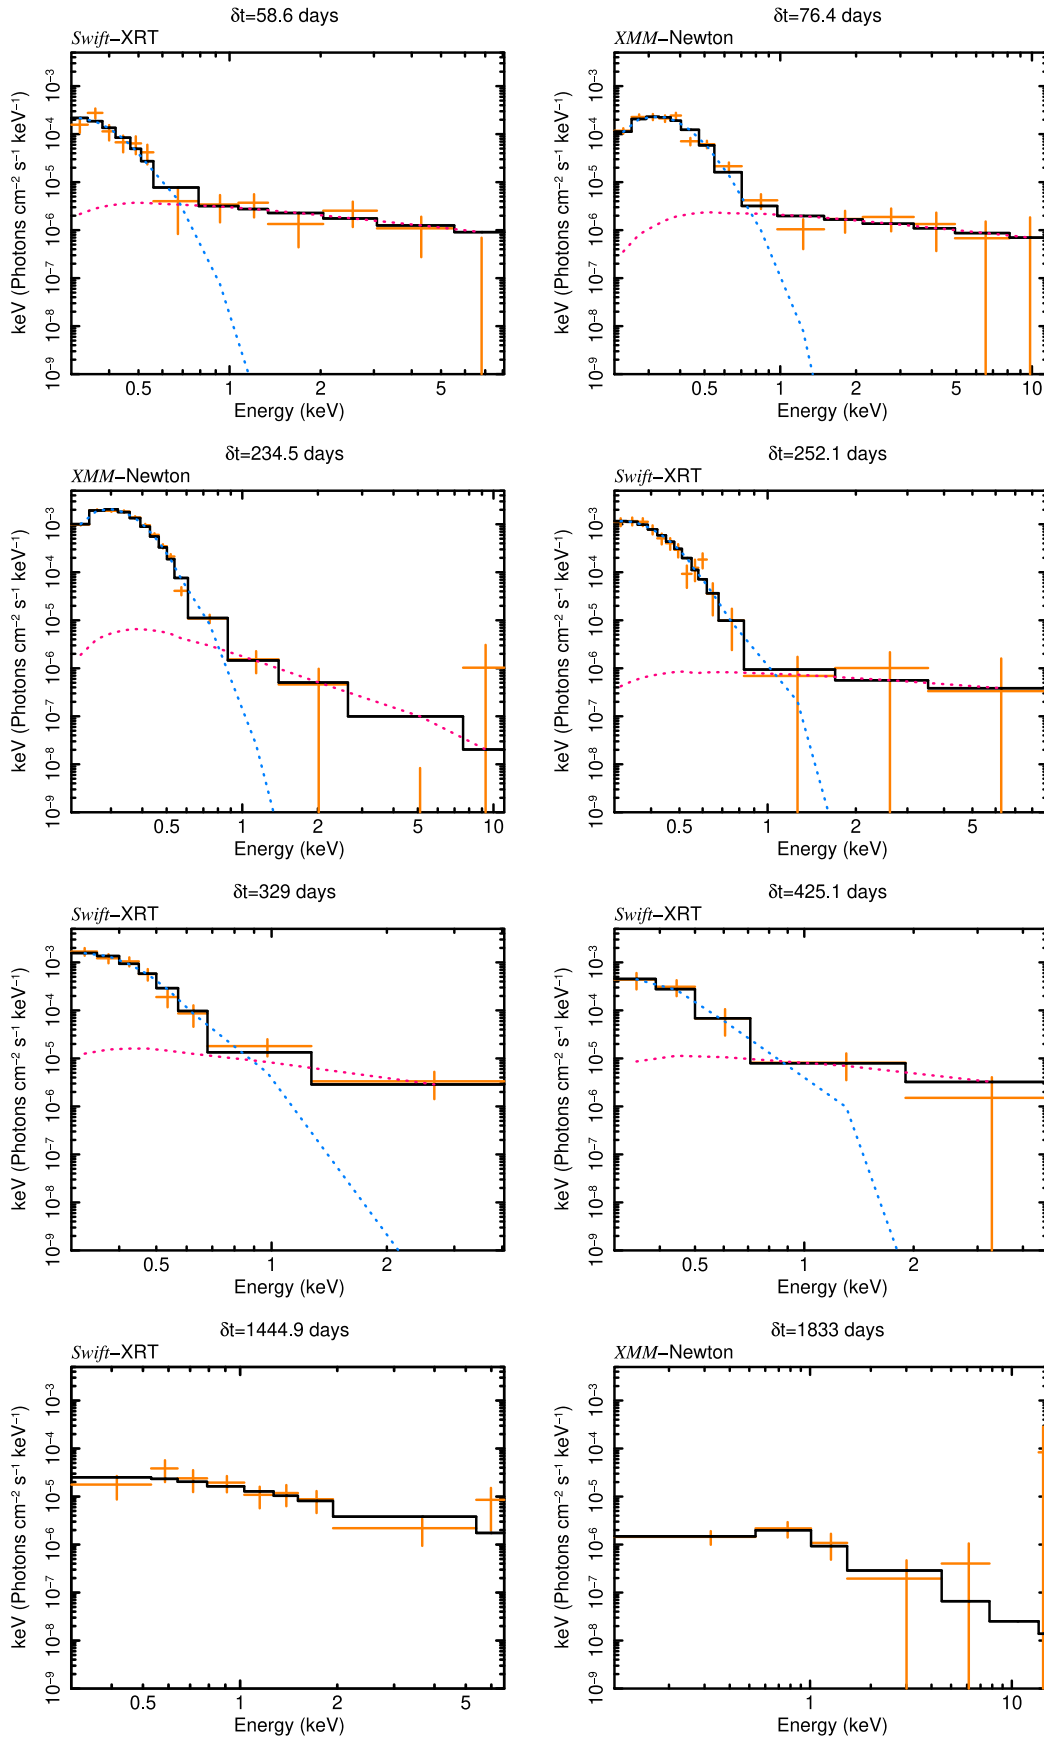 δt=58.6 days
Swift−XRT
keV (Photons cm−2 s−1 keV−1)
10−3
10−4
10−5
10−6
10−7
10−8
10−9
0.5 1 2 5
Energy (keV)
δt=76.4 days
XMM−Newton
keV (Photons cm−2 s−1 keV−1)
10−3
10−4
10−5
10−6
10−7
10−8
10−9
0.5 1 2 5 10
Energy (keV)
δt=234.5 days
XMM−Newton
keV (Photons cm−2 s−1 keV−1)
10−3
10−4
10−5
10−6
10−7
10−8
10−9
0.5 1 2 5 10
Energy (keV)
δt=252.1 days
Swift−XRT
keV (Photons cm−2 s−1 keV−1)
10−3
10−4
10−5
10−6
10−7
10−8
10−9
0.5 1 2 5
Energy (keV)
δt=329 days
Swift−XRT
keV (Photons cm−2 s−1 keV−1)
10−3
10−4
10−5
10−6
10−7
10−8
10−9
0.5 1 2
Energy (keV)
δt=425.1 days
Swift−XRT
keV (Photons cm−2 s−1 keV−1)
10−3
10−4
10−5
10−6
10−7
10−8
10−9
0.5 1 2
Energy (keV)
δt=1444.9 days
Swift−XRT
keV (Photons cm−2 s−1 keV−1)
10−3
10−4
10−5
10−6
10−7
10−8
10−9
0.5 1 2 5
Energy (keV)
δt=1833 days
XMM−Newton
keV (Photons cm−2 s−1 keV−1)
10−3
10−4
10−5
10−6
10−7
10−8
10−9
1 10
Energy (keV)